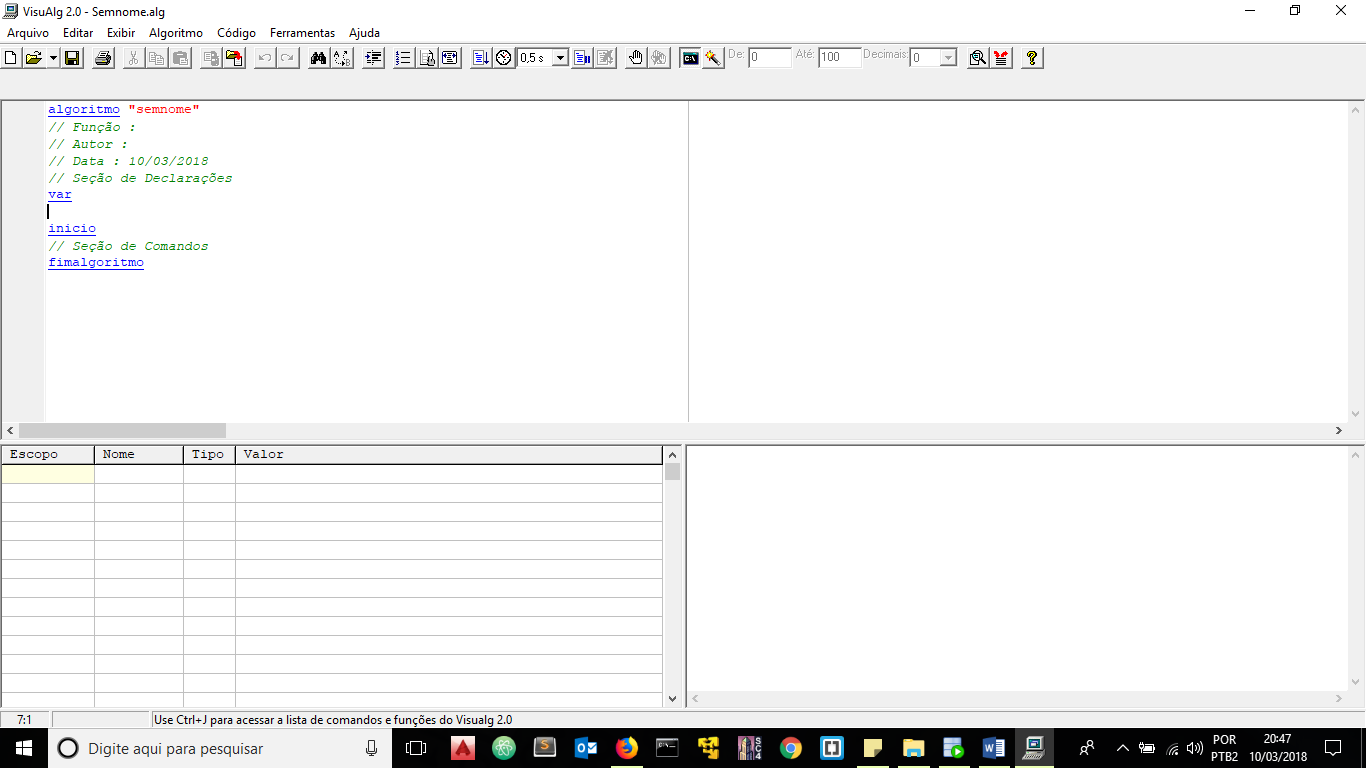 VisuAlg 2.0 - Semnome.alg
Arquivo Editar Exibir Algoritmo Código Ferramentas Ajuda
0,5 s De: 0 Até: 100 Decimais: 0
algoritmo "semnome"
// Função :
// Autor :
// Data : 10/03/2018
// Seção de Declarações
var
inicio
// Seção de Comandos
fimalgoritmo
Escopo Nome Tipo Valor
7:1 Use Ctrl+J para acessar a lista de comandos e funções do Visualg 2.0
Digite aqui para pesquisar
POR 20:47
PTB2 10/03/2018